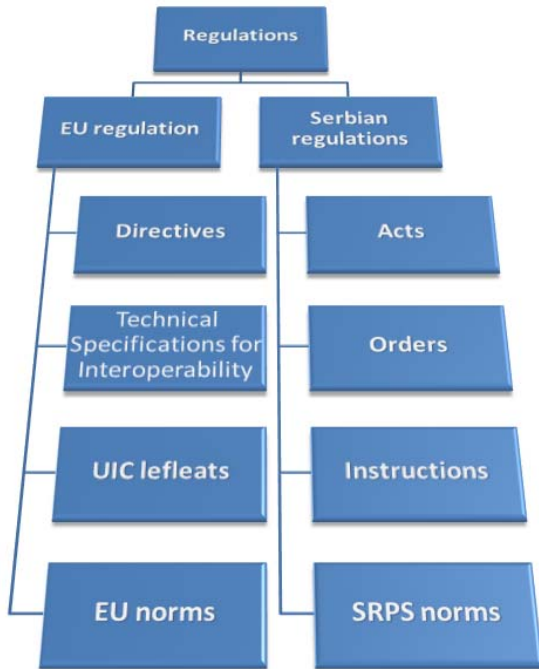 Regulations
EU regulation
Serbian
regulations
Directives
Acts
Technical
Specifications for
Interoperability
Orders
UIC lefleats
Instructions
EU norms
SRPS norms